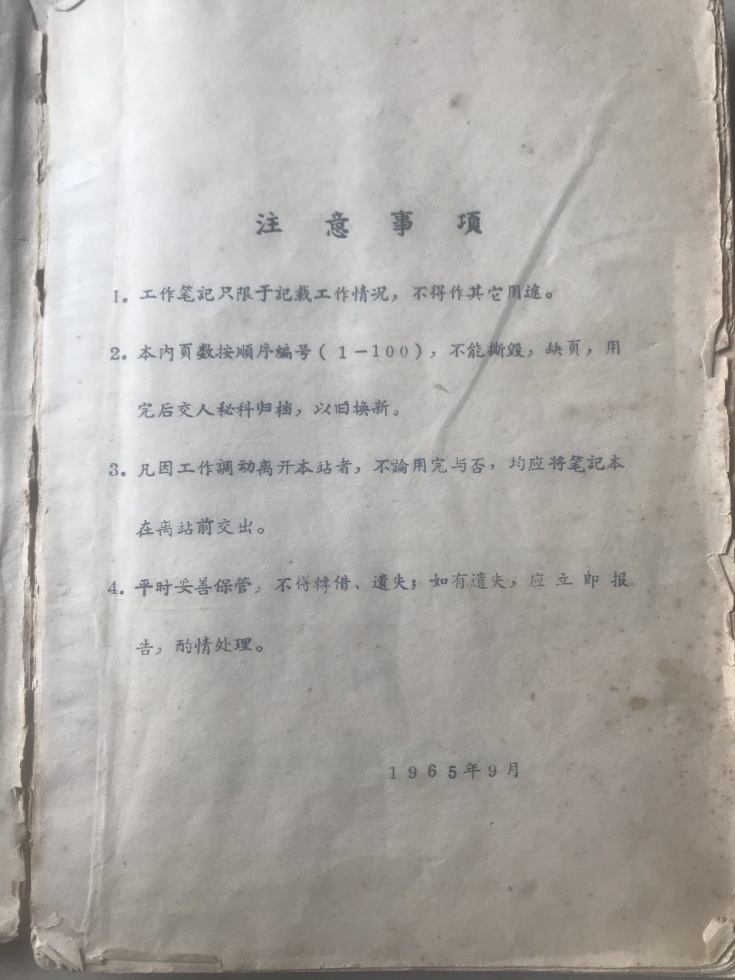 注意事項
1. 工作笔記只限于記載工作情况，不得作其它用途。
2. 本内頁数按順序編号(1—100)，不能撕毁，缺頁，用
完后交人秘科归档，以旧换新。
3. 凡因工作調动离开本站者，不論用完与否，均应将笔記本
在离站前交出。
4. 平时妥善保管，不得轉借、遺失；如有遺失，应立即报
告，酌情处理。
1965年9月